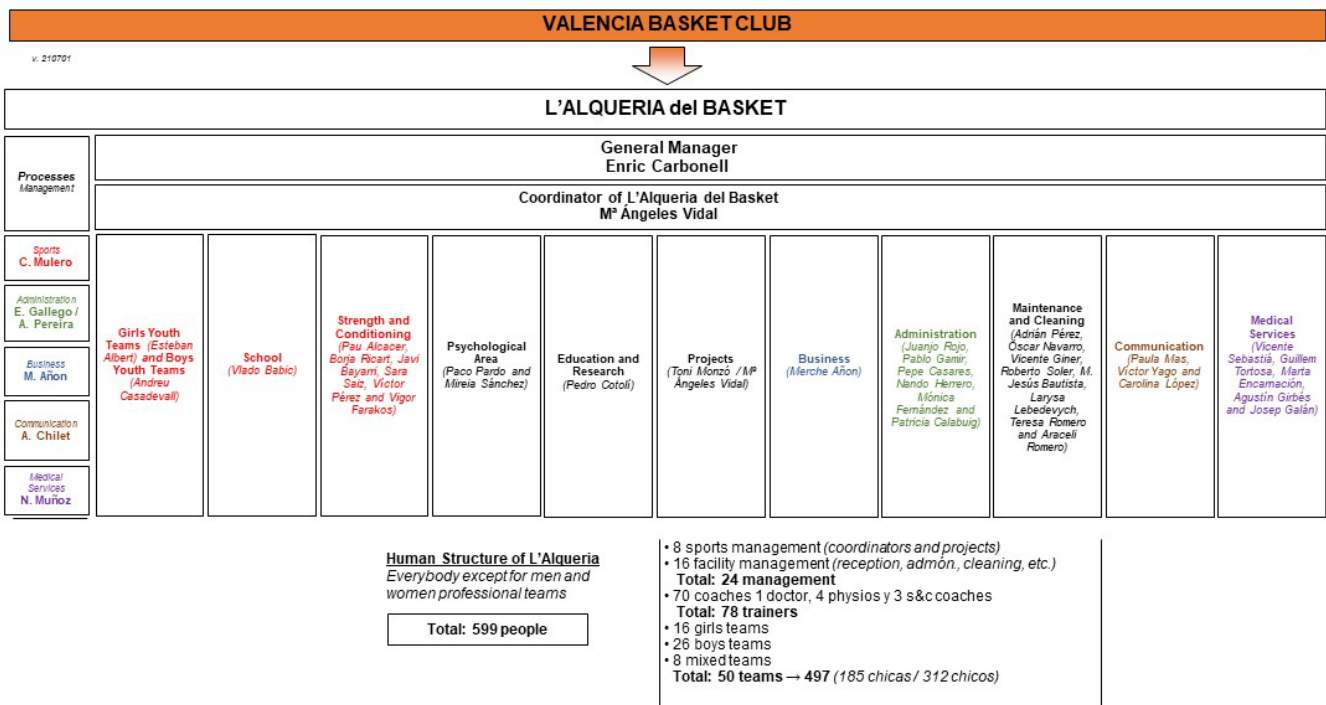 VALENCIA BASKET CLUB
v. 210701
L'ALQUERIA del BASKET
Processes
Management
General Manager
Enric Carbonell
Coordinator of L'Alqueria del Basket
Mª Ángeles Vidal
Sports
C. Mulero
Administration
E. Gallego /
A. Pereira
Business
M. Añon
Communication
A. Chilet
Medical
Services
N. Muñoz
Girls Youth
Teams (Esteban
Albert) and Boys
Youth Teams
(Andreu
Casadevall)
School
(Vlado Babic)
Strength and
Conditioning
(Pau Alcacer,
Borja Ricart, Javi
Bayarri, Sara
Saíz, Víctor
Pérez and Vigor
Farakos)
Psychological
Area
(Paco Pardo and
Mireia Sánchez)
Education and
Research
(Pedro Cotolí)
Projects
(Toni Monzó / Mª
Ángeles Vidal)
Business
(Merche Añón)
Administration
(Juanjo Rojo,
Pablo Gamir,
Pepe Casares,
Nando Herrero,
Mónica
Fernández and
Patricia Calabuig)
Maintenance
and Cleaning
(Adrián Pérez,
Óscar Navarro,
Vicente Giner,
Roberto Soler, M.
Jesús Bautista,
Larysa
Lebedevych,
Teresa Romero
and Araceli
Romero)
Communication
(Paula Mas,
Víctor Yago and
Carolina López)
Medical
Services
(Vicente
Sebastiá, Guillem
Tortosa, Marta
Encarnación,
Agustín Girbés
and Josep Galán)
Human Structure of L'Alqueria
Everybody except for men and
women professional teams
Total: 599 people
• 8 sports management (coordinators and projects)
• 16 facility management (reception, admón., cleaning, etc.)
Total: 24 management
• 70 coaches 1 doctor, 4 physios y 3 s&c coaches
Total: 78 trainers
• 16 girls teams
• 26 boys teams
• 8 mixed teams
Total: 50 teams → 497 (185 chicas / 312 chicos)